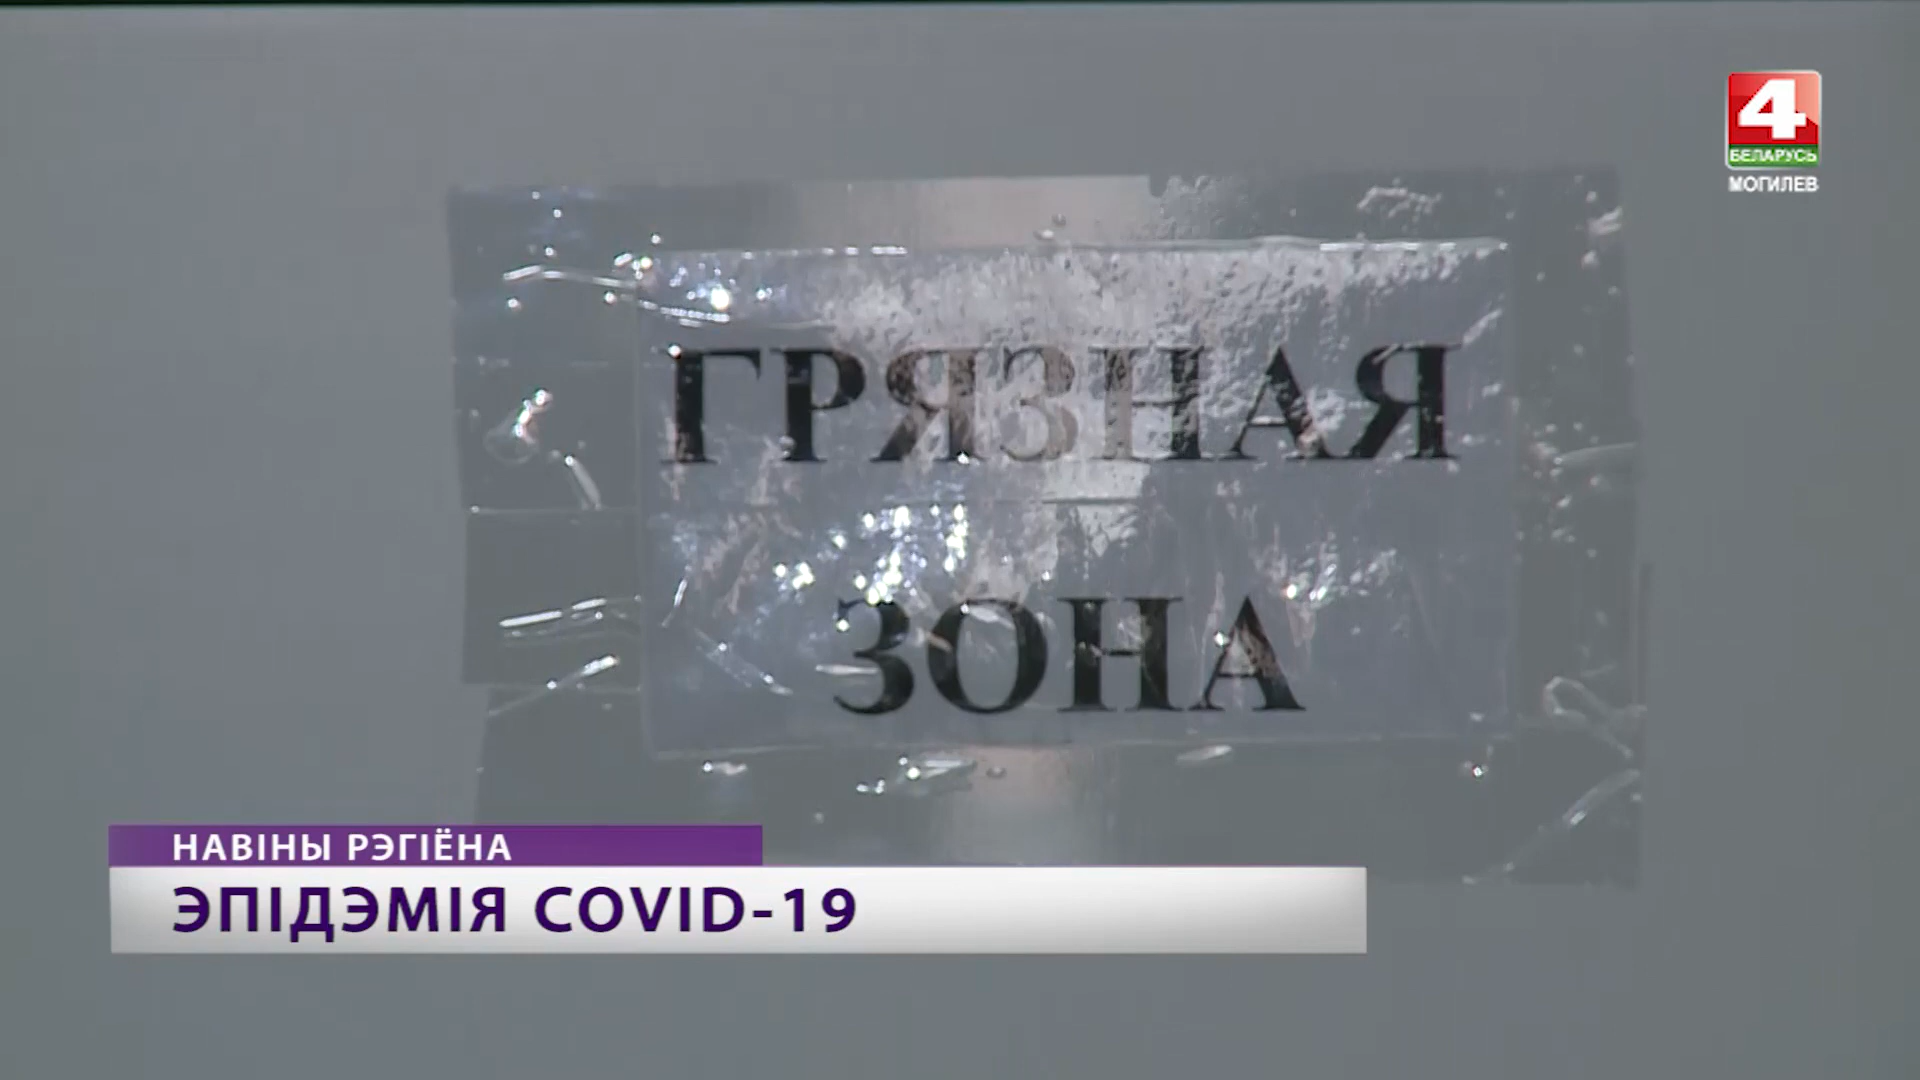 4
БЕЛАРУСЬ
МОГИЛЕВ
ГРЯЗНАЯ
ЗОНА
НАВІНЫ РЭГІЁНА
ЭПІДЭМІЯ COVID-19